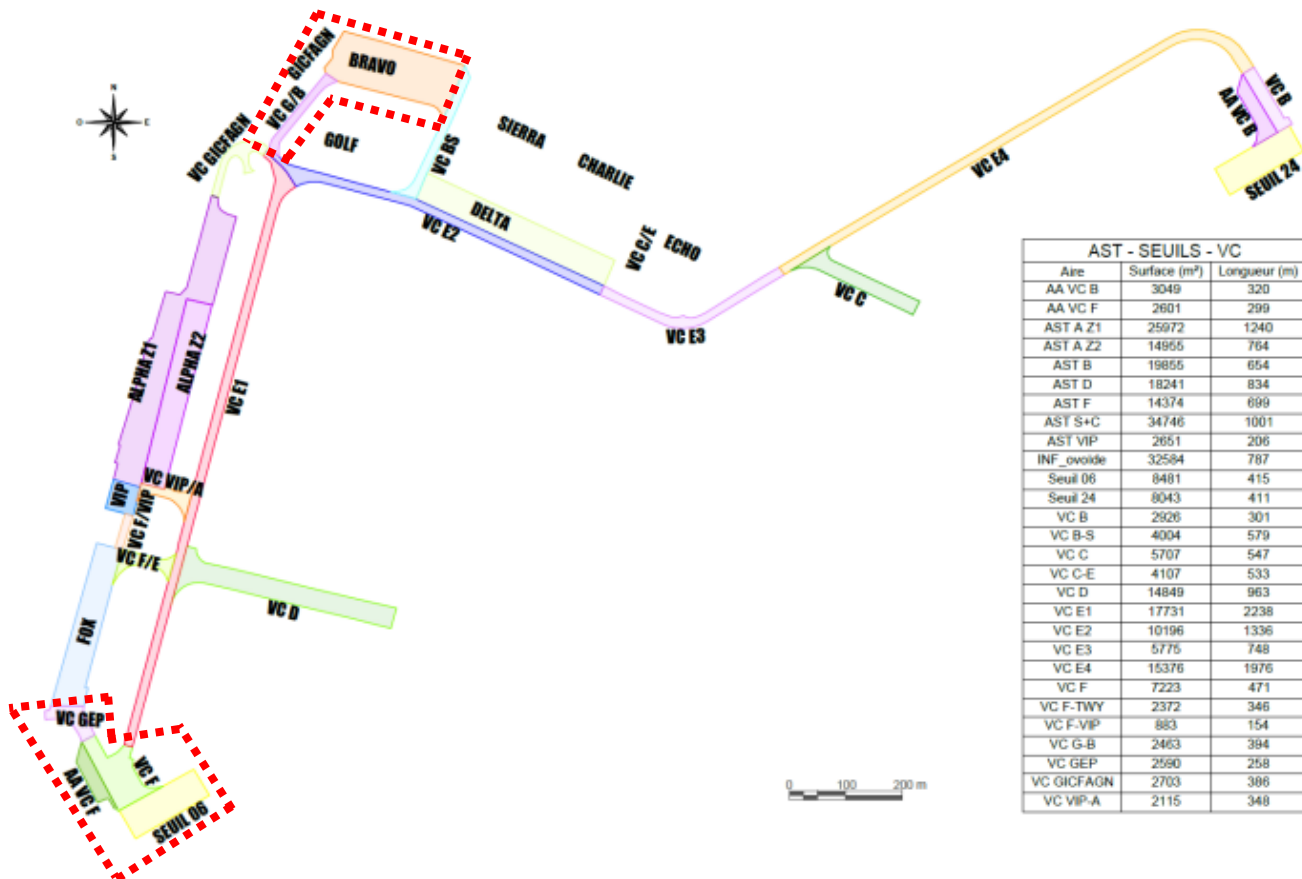 GICFAGN
BRAVO
VC G/B
VC GICFAGN
GOLF
VC BS
SIERRA
CHARLIE
VC E4
VC B
AA VC B
SEUIL 24
N
O
E
S
DELTA
VC E2
VC C/E
ECHO
VC C
VC E3
ALPHA Z1
ALPHA Z2
VC E1
VC VIP/A
VIP
VC F/VIP
VC F/E
VC D
FOX
VC GEP
VC F
AA VC F
SEUIL 06
0 100 200 m
AST - SEUILS - VC
Aire Surface (m²) Longueur (m)
AA VC B 3049 320
AA VC F 2601 299
AST A Z1 25972 1240
AST A Z2 14955 764
AST B 19855 654
AST D 18241 834
AST F 14374 699
AST S+C 34746 1001
AST VIP 2651 206
INF_ovoide 32584 787
Seuil 06 8481 415
Seuil 24 8043 411
VC B 2926 301
VC B-S 4004 579
VC C 5707 547
VC C-E 4107 533
VC D 14849 963
VC E1 17731 2238
VC E2 10196 1336
VC E3 5775 748
VC E4 15376 1976
VC F 7223 471
VC F-TWY 2372 346
VC F-VIP 883 154
VC G-B 2463 394
VC GEP 2590 258
VC GICFAGN 2703 386
VC VIP-A 2115 348